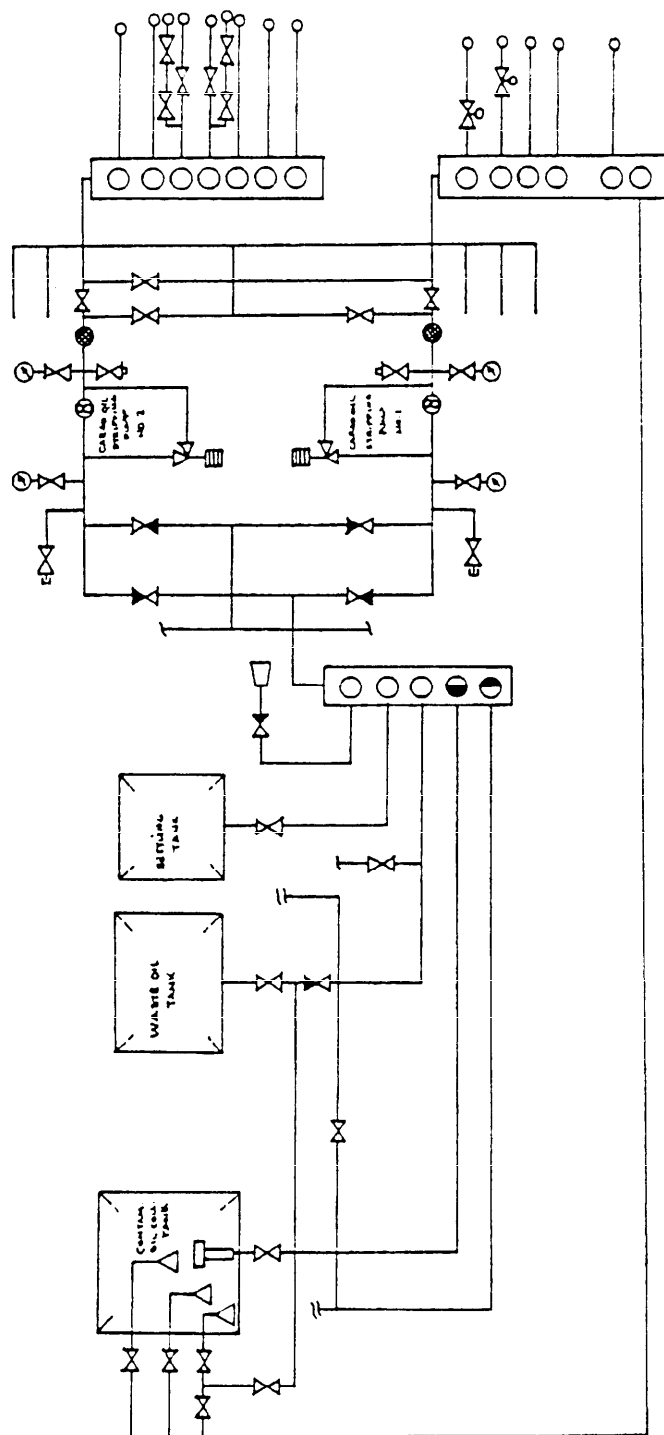 CARGO OIL
STRIPPING
PUMP
NO. 2
CARGO OIL
STRIPPING
PUMP
NO. 1
SETTLING
TANK
WASTE OIL
TANK
CONTAM.
OIL COLL.
TANK